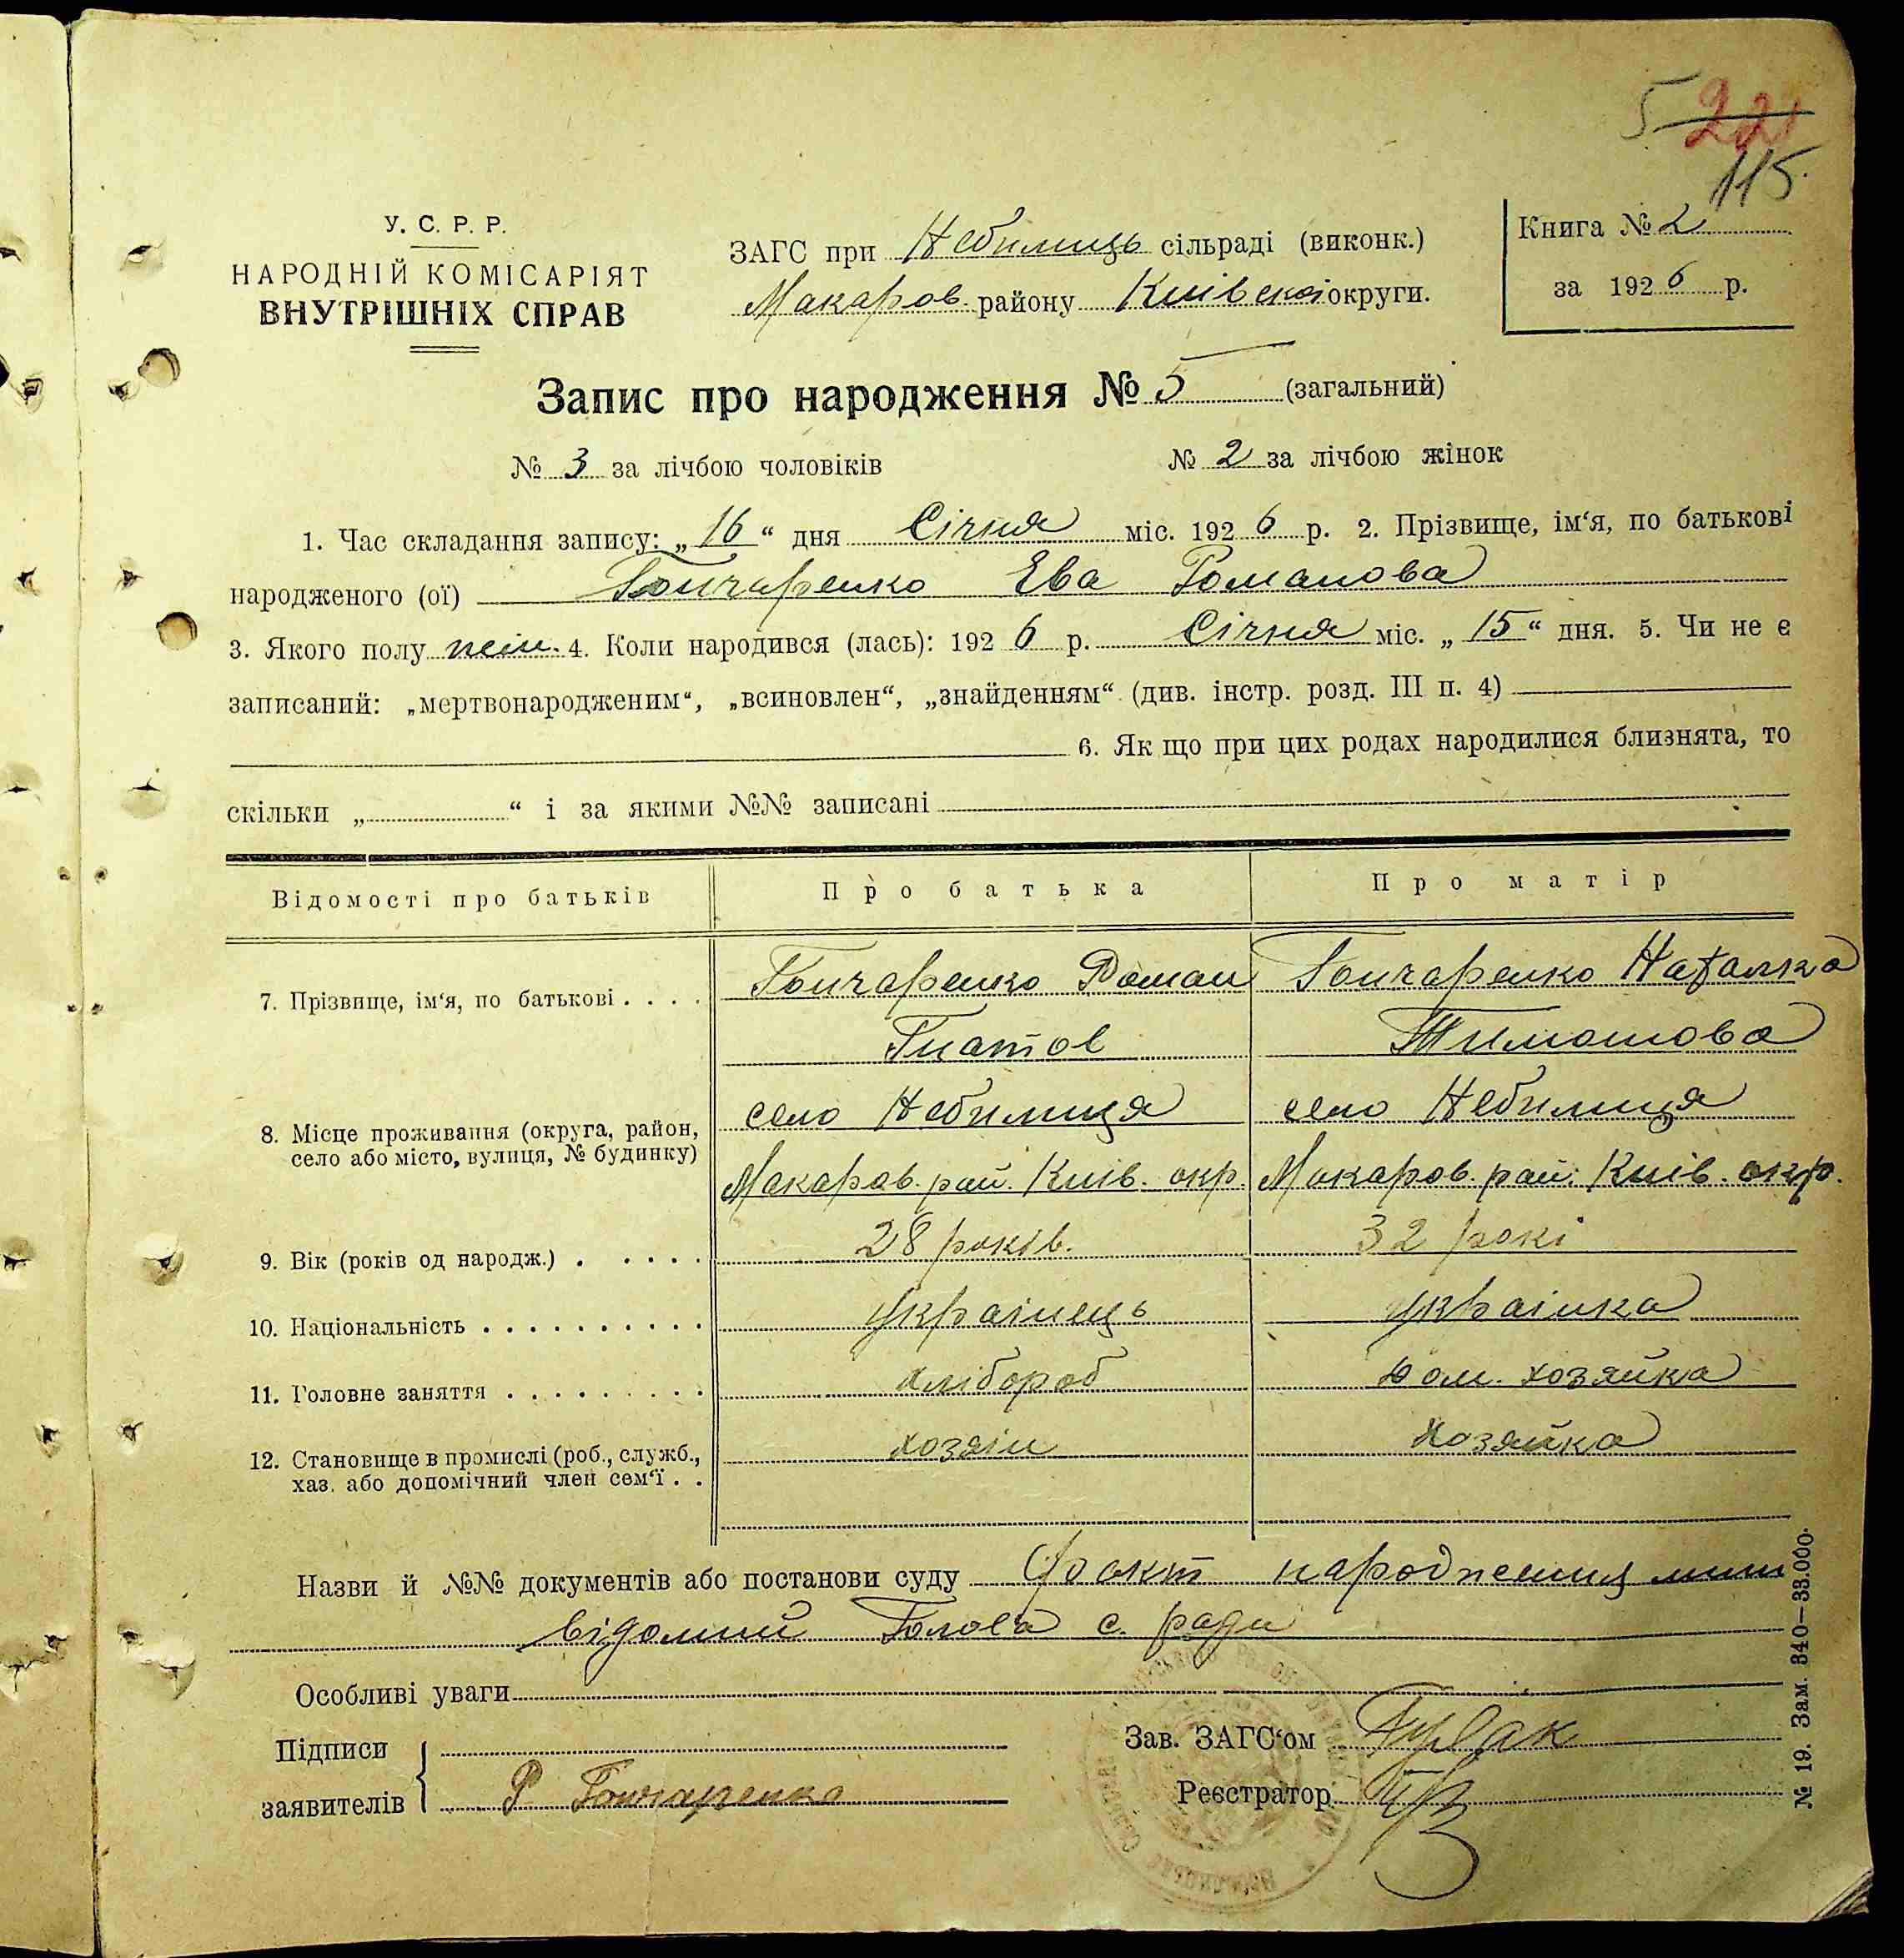 5 22
115.
У. С. Р. Р.
НАРОДНІЙ КОМІСАРІЯТ
ВНУТРІШНІХ СПРАВ
ЗАГС при Небилиць сільраді (виконк.)
Макаров. району Київської округи.
Книга № 2
за 1926 р.
Запис про народження № 5 (загальний)
№ 3 за лічбою чоловіків № 2 за лічбою жінок
1. Час складання запису: „16“ дня Січня міс. 1926 р. 2. Прізвище, ім‘я, по батькові
народженого (ої) Гончаренко Ева Романова
3. Якого полу жін. 4. Коли народився (лась): 1926 р. Січня міс. „15“ дня. 5. Чи не є
записаний: „мертвонародженим“, „всиновлен“, „знайденням“ (див. інстр. розд. III п. 4)
6. Як що при цих родах народилися близнята, то
скільки „ “ і за якими №№ записані
Відомості про батьків Про батька Про матір
7. Прізвище, ім‘я, по батькові . . . . Гончаренко Роман Гончаренко Наталка
Гнатов Тимошова
8. Місце проживання (округа, район, село Небилиця село Небилиця
село або місто, вулиця, № будинку) Макаров. рай. Київ. окр. Макаров. рай. Київ. окр.
9. Вік (років од народж.) . . . . . 28 років. 32 рокі
10. Національність . . . . . . . . . . українець українка
11. Головне заняття . . . . . . . . . хлібороб дом. хозяйка
12. Становище в промислі (роб., служб., хозяін хозяйка
хаз. або допомічний член сем‘ї . .
Назви й №№ документів або постанови суду Факт народження мині
відомий Голова с. ради
Особливі уваги
Підписи
заявителів Р Гончаренко
Зав. ЗАГС‘ом
Реєстратор
№ 19. Зам. 340—33.000.